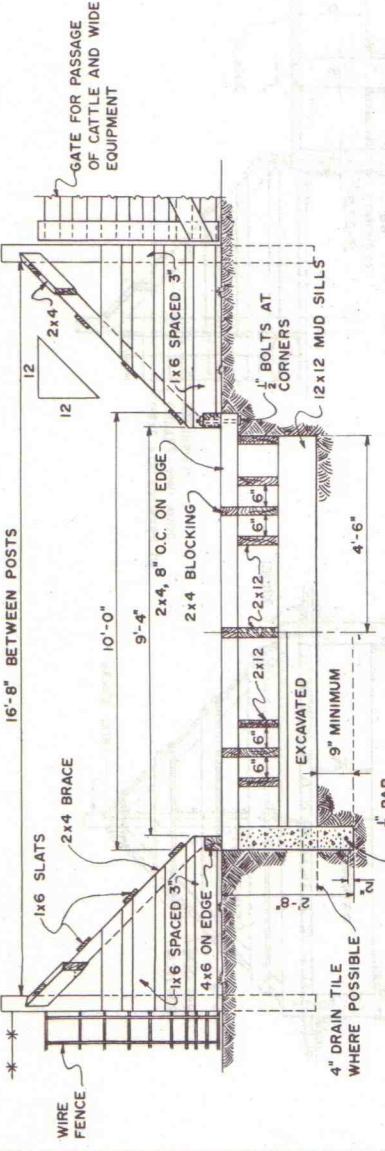 16'-8" BETWEEN POSTS
GATE FOR PASSAGE
OF CATTLE AND WIDE
EQUIPMENT
12
12
2x4
1x6 SLATS
2x4 BRACE
10'-0"
9'-4"
WIRE
FENCE
1x6 SPACED 3"
4x6 ON EDGE
2x4, 8" O.C. ON EDGE
2x4 BLOCKING
1x6 SPACED 3"
½" BOLTS AT
CORNERS
12x12 MUD SILLS
6"
6"
2x12
2x12
6"
6"
EXCAVATED
9" MINIMUM
4'-6"
2'-8"
2"
4" DRAIN TILE
WHERE POSSIBLE